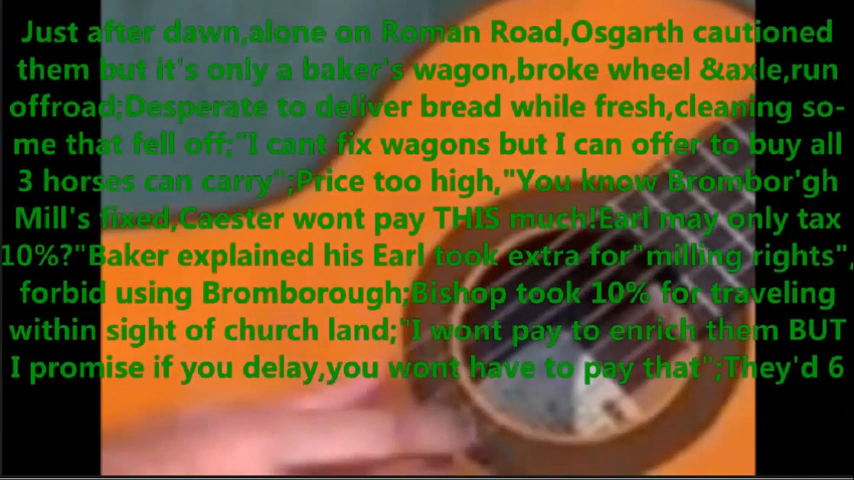 Just after dawn,alone on Roman Road,Osgarth cautioned
them but it's only a baker's wagon,broke wheel &axle,run
offroad;Desperate to deliver bread while fresh,cleaning so-
me that fell off;"I cant fix wagons but I can offer to buy all
3 horses can carry";Price too high,"You know Brombor'gh
Mill's fixed,Caester wont pay THIS much!Earl may only tax
10%?"Baker explained his Earl took extra for"milling rights",
forbid using Bromborough;Bishop took 10% for traveling
within sight of church land;"I wont pay to enrich them BUT
I promise if you delay,you wont have to pay that";They'd 6